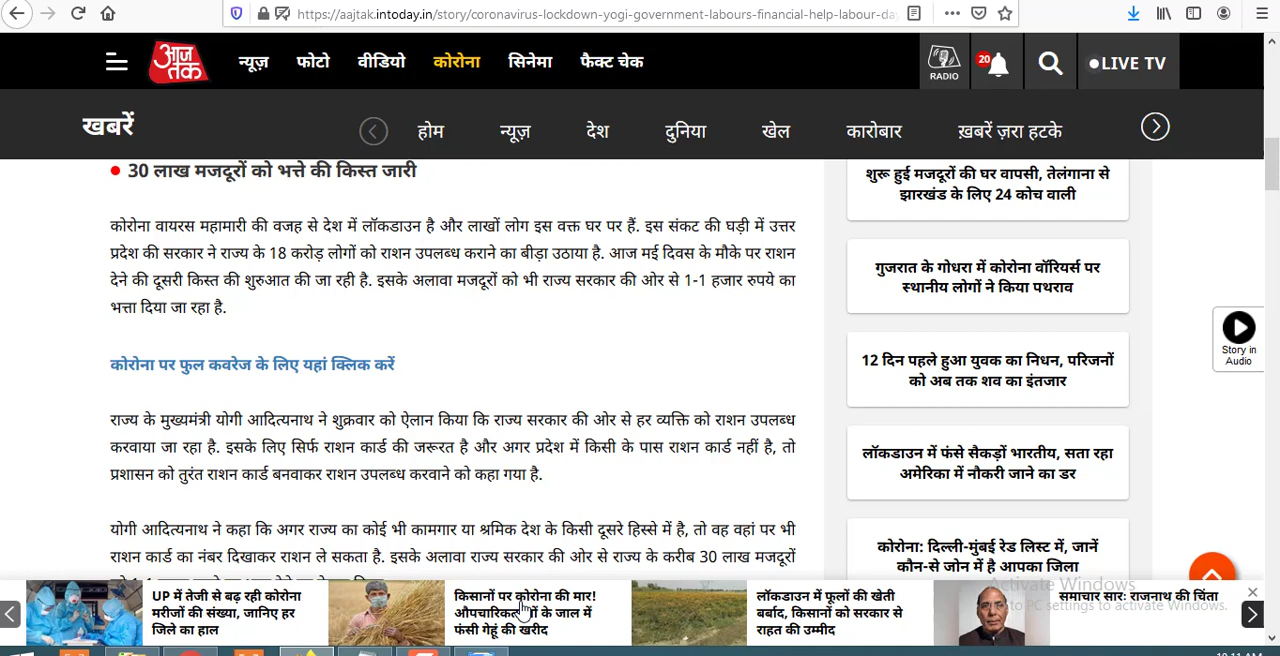 https://aajtak.intoday.in/story/coronavirus-lockdown-yogi-government-labours-financial-help-labour-da
आज तक
न्यूज़ फोटो वीडियो कोरोना सिनेमा फैक्ट चेक
RADIO
20
LIVE TV
खबरें
होम न्यूज़ देश दुनिया खेल कारोबार ख़बरें ज़रा हटके
30 लाख मजदूरों को भत्ते की किस्त जारी
कोरोना वायरस महामारी की वजह से देश में लॉकडाउन है और लाखों लोग इस वक्त घर पर हैं. इस संकट की घड़ी में उत्तर
प्रदेश की सरकार ने राज्य के 18 करोड़ लोगों को राशन उपलब्ध कराने का बीड़ा उठाया है. आज मई दिवस के मौके पर राशन
देने की दूसरी किस्त की शुरुआत की जा रही है. इसके अलावा मजदूरों को भी राज्य सरकार की ओर से 1-1 हजार रुपये का
भत्ता दिया जा रहा है.
कोरोना पर फुल कवरेज के लिए यहां क्लिक करें
राज्य के मुख्यमंत्री योगी आदित्यनाथ ने शुक्रवार को ऐलान किया कि राज्य सरकार की ओर से हर व्यक्ति को राशन उपलब्ध
करवाया जा रहा है. इसके लिए सिर्फ राशन कार्ड की जरूरत है और अगर प्रदेश में किसी के पास राशन कार्ड नहीं है, तो
प्रशासन को तुरंत राशन कार्ड बनवाकर राशन उपलब्ध करवाने को कहा गया है.
योगी आदित्यनाथ ने कहा कि अगर राज्य का कोई भी कामगार या श्रमिक देश के किसी दूसरे हिस्से में है, तो वह वहां पर भी
राशन कार्ड का नंबर दिखाकर राशन ले सकता है. इसके अलावा राज्य सरकार की ओर से राज्य के करीब 30 लाख मजदूरों
शुरू हुई मजदूरों की घर वापसी, तेलंगाना से
झारखंड के लिए 24 कोच वाली
गुजरात के गोधरा में कोरोना वॉरियर्स पर
स्थानीय लोगों ने किया पथराव
12 दिन पहले हुआ युवक का निधन, परिजनों
को अब तक शव का इंतजार
लॉकडाउन में फंसे सैकड़ों भारतीय, सता रहा
अमेरिका में नौकरी जाने का डर
कोरोना: दिल्ली-मुंबई रेड लिस्ट में, जानें
कौन-से जोन में है आपका जिला
Story in
Audio
UP में तेजी से बढ़ रही कोरोना
मरीजों की संख्या, जानिए हर
जिले का हाल
किसानों पर कोरोना की मार!
के जाल में
फंसी गेहूं की खरीद
लॉकडाउन में फूलों की खेती
बर्बाद, किसानों को सरकार से
राहत की उम्मीद
समाचार सार: राजनाथ की चिंता
Activate Windows
to PC settings to activate Windows.